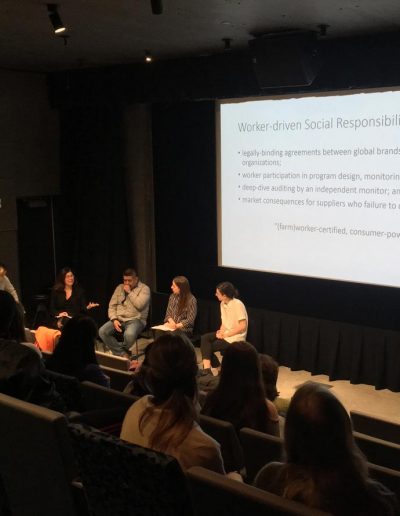 Worker-driven Social Responsibili
• legally-binding agreements between global brands
organizations;
• worker participation in program design, monitorin
• deep-dive auditing by an independent monitor; an
• market consequences for suppliers who failure to
"(farm)worker-certified, consumer-pow